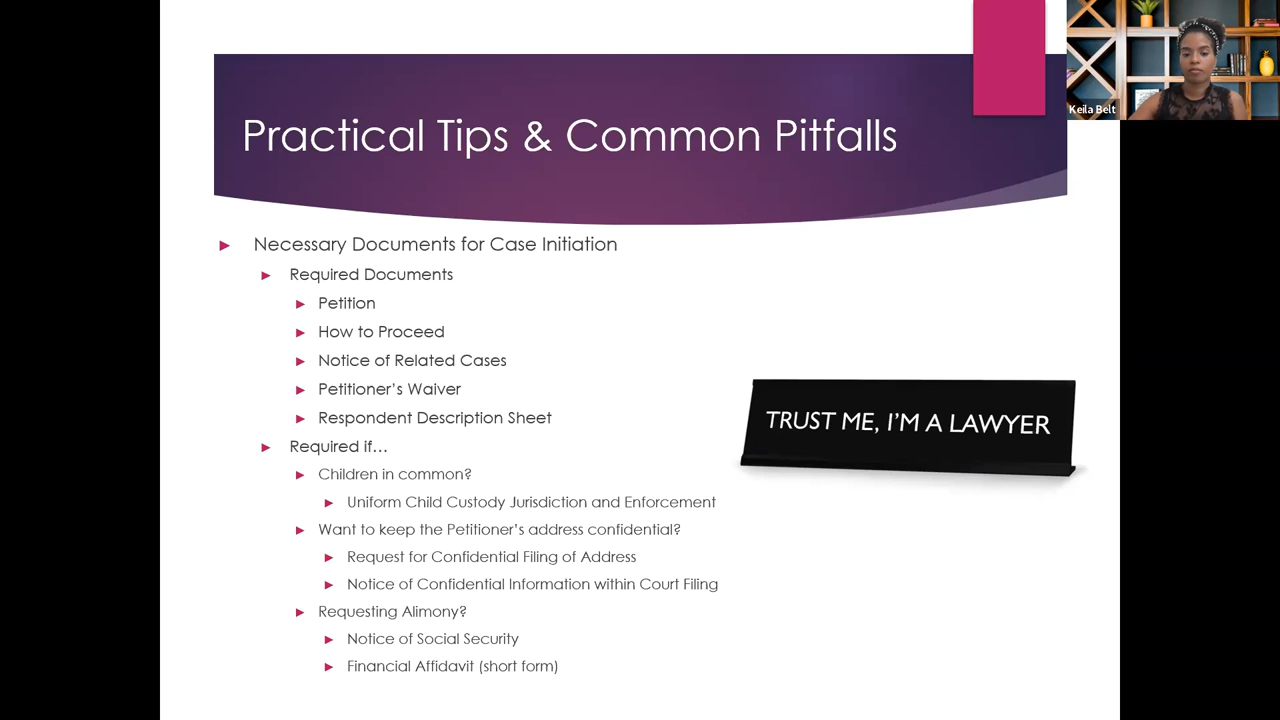 Practical Tips & Common Pitfalls
Keila Belt
Necessary Documents for Case Initiation
Required Documents
Petition
How to Proceed
Notice of Related Cases
Petitioner's Waiver
Respondent Description Sheet
Required if…
Children in common?
Uniform Child Custody Jurisdiction and Enforcement
Want to keep the Petitioner's address confidential?
Request for Confidential Filing of Address
Notice of Confidential Information within Court Filing
Requesting Alimony?
Notice of Social Security
Financial Affidavit (short form)
TRUST ME, I'M A LAWYER